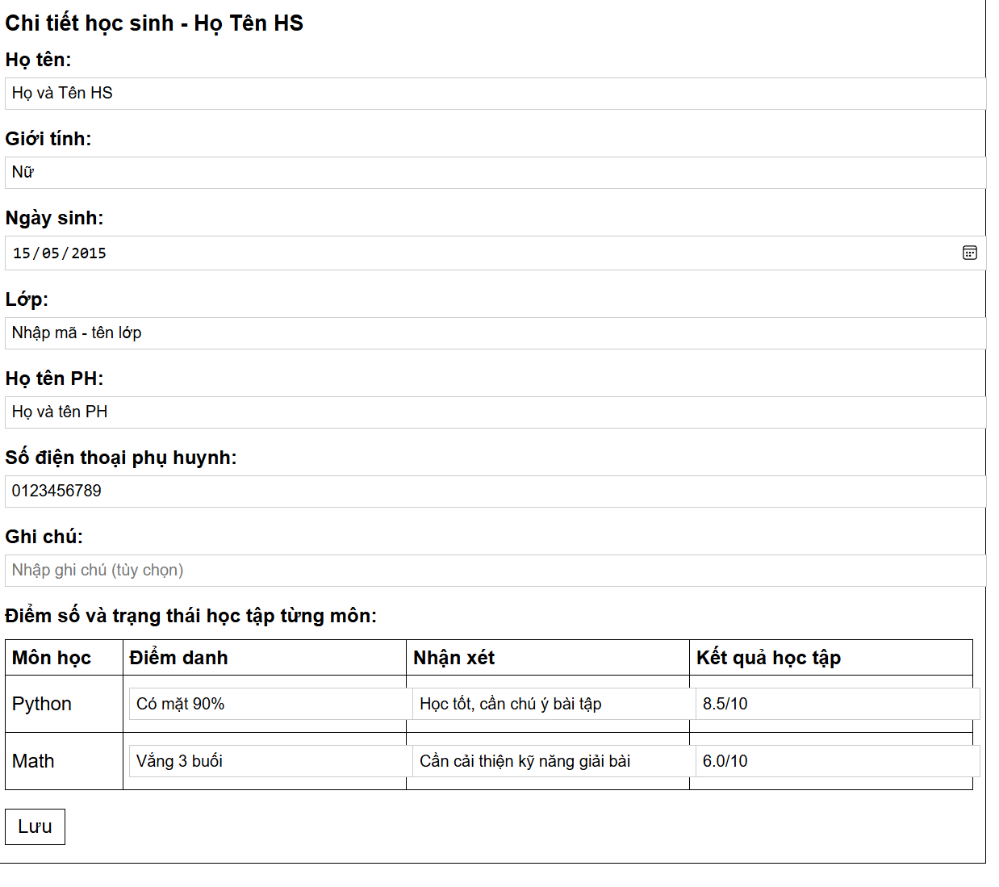 Chi tiết học sinh - Họ Tên HS
Họ tên:
Họ và Tên HS
Giới tính:
Nữ
Ngày sinh:
15/05/2015
Lớp:
Nhập mã - tên lớp
Họ tên PH:
Họ và tên PH
Số điện thoại phụ huynh:
0123456789
Ghi chú:
Nhập ghi chú (tùy chọn)
Điểm số và trạng thái học tập từng môn:
Môn học Điểm danh Nhận xét Kết quả học tập
Python Có mặt 90% Học tốt, cần chú ý bài tập 8.5/10
Math Vắng 3 buổi Cần cải thiện kỹ năng giải bài 6.0/10
Lưu